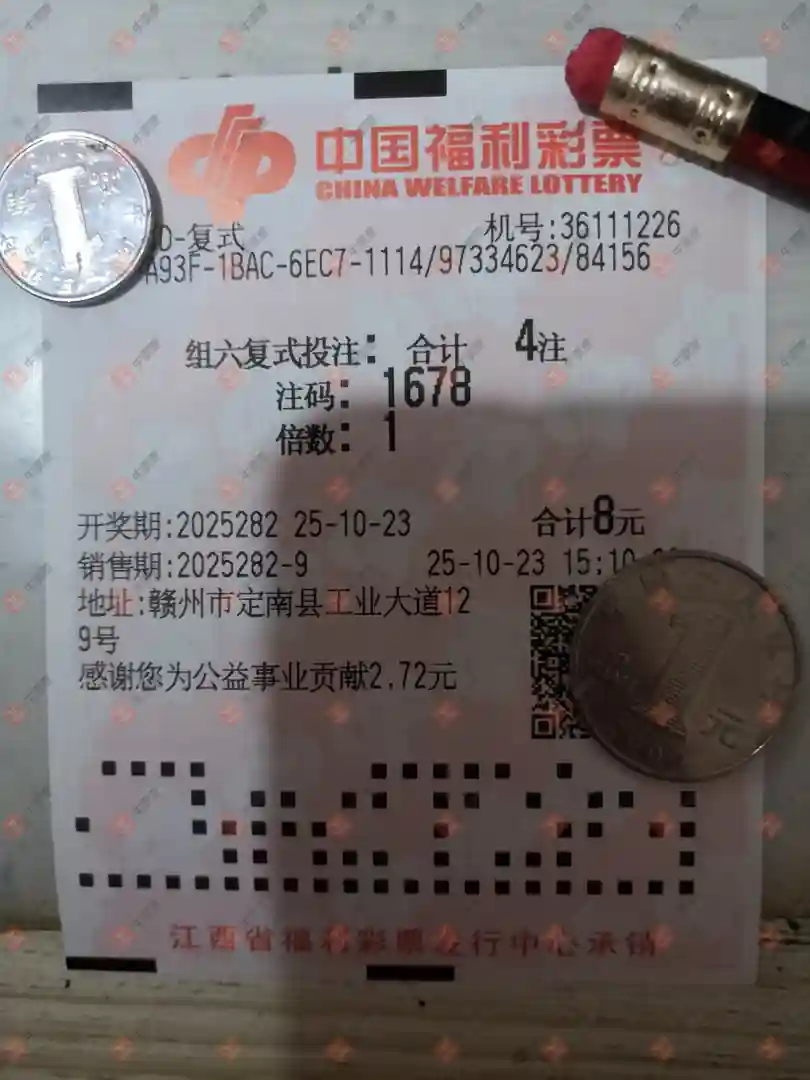 中国福利彩票
CHINA WELFARE LOTTERY
D-复式 机号:36111226
A93F-1BAC-6EC7-1114/97334623/84156
组六复式投注: 合计 4注
注码: 1678
倍数: 1
开奖期:2025282 25-10-23 合计8元
销售期:2025282-9 25-10-23 15:10
地址:赣州市定南县工业大道12
9号
感谢您为公益事业贡献2.72元
1
1
元
江西省福利彩票发行中心承销